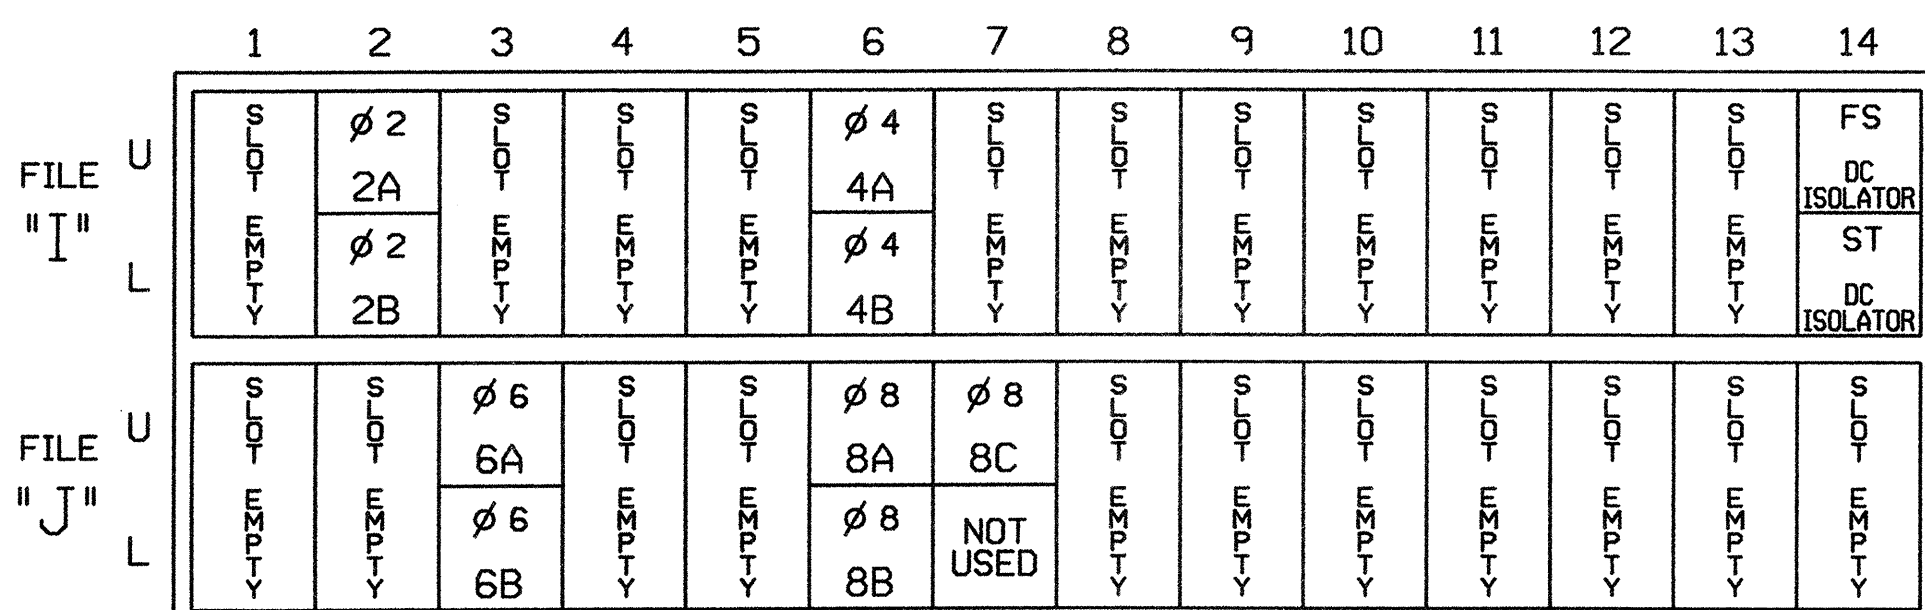 1 2 3 4 5 6 7 8 9 10 11 12 13 14
FILE "I"
U
L
SLOT EMPTY
ø 2
2A
ø 2
2B
SLOT EMPTY
SLOT EMPTY
SLOT EMPTY
ø 4
4A
ø 4
4B
SLOT EMPTY
SLOT EMPTY
SLOT EMPTY
SLOT EMPTY
SLOT EMPTY
SLOT EMPTY
SLOT EMPTY
FS
DC
ISOLATOR
ST
DC
ISOLATOR
FILE "J"
U
L
SLOT EMPTY
SLOT EMPTY
ø 6
6A
ø 6
6B
SLOT EMPTY
SLOT EMPTY
ø 8
8A
ø 8
8B
ø 8
8C
NOT
USED
SLOT EMPTY
SLOT EMPTY
SLOT EMPTY
SLOT EMPTY
SLOT EMPTY
SLOT EMPTY
SLOT EMPTY